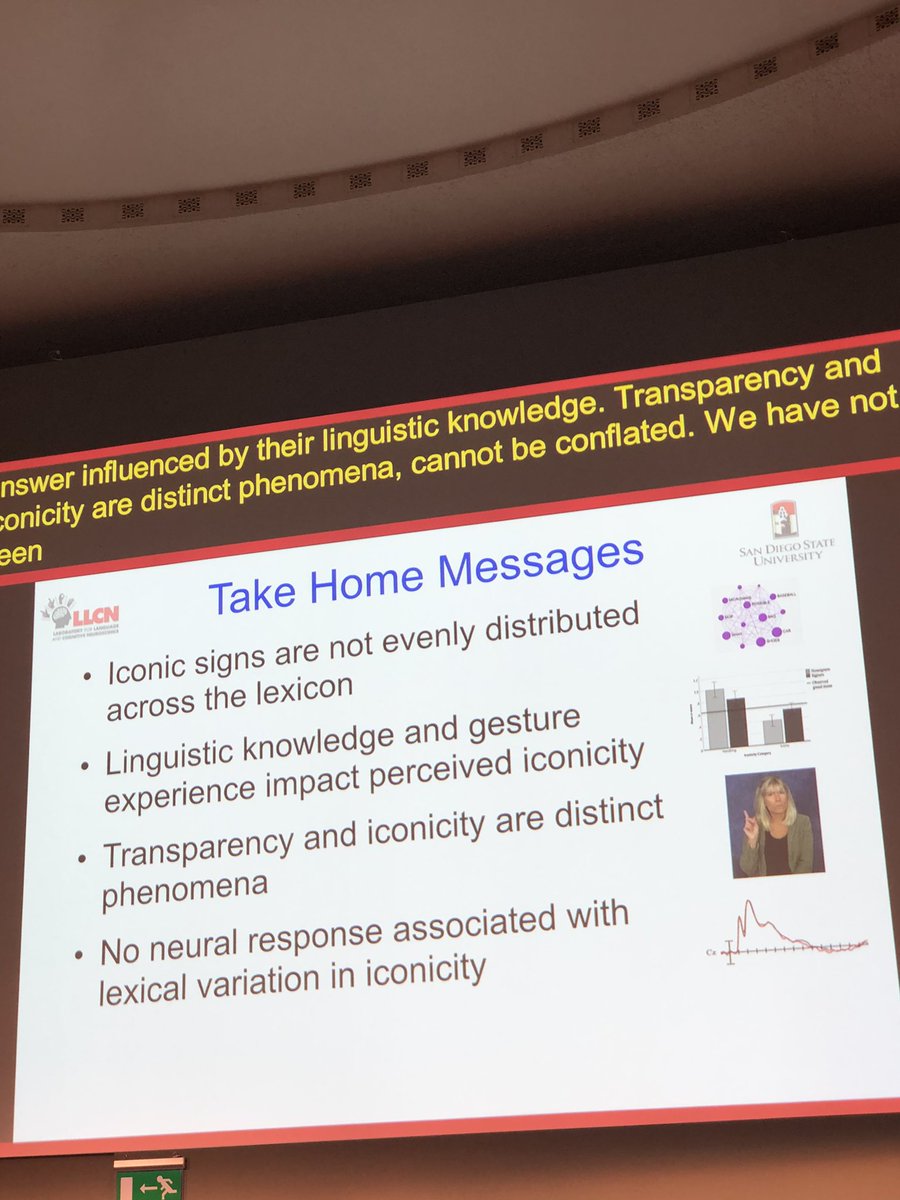 nswer influenced by their linguistic knowledge. Transparency and
conicity are distinct phenomena, cannot be conflated. We have not
een
SAN DIEGO STATE
UNIVERSITY
LLCN
LABORATORY FOR LANGUAGE
AND COGNITIVE NEUROSCIENCE
Take Home Messages
• Iconic signs are not evenly distributed
across the lexicon
• Linguistic knowledge and gesture
experience impact perceived iconicity
• Transparency and iconicity are distinct
phenomena
• No neural response associated with
lexical variation in iconicity
BASEBALL
Cz